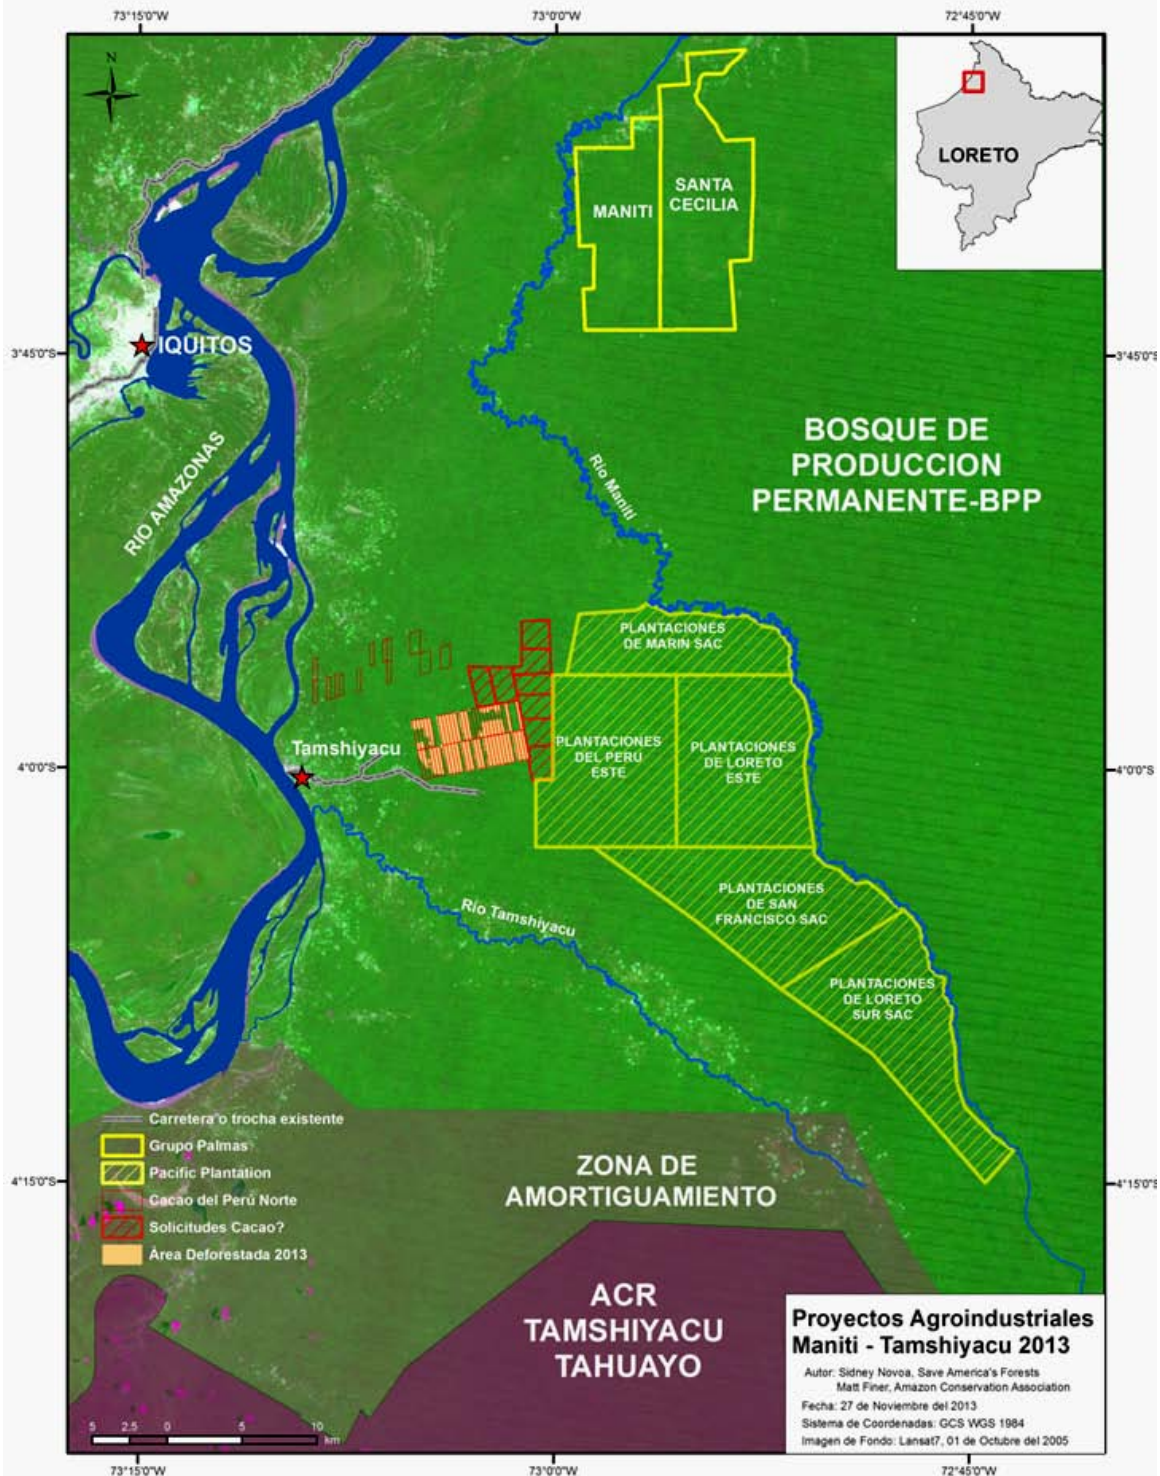 73°15'0"W
73°0'0"W
72°45'0"W
N
LORETO
SANTA
CECILIA
MANITI
3°45'0"S
IQUITOS
3°45'0"S
RIO AMAZONAS
BOSQUE DE
PRODUCCION
PERMANENTE-BPP
Río Maniti
PLANTACIONES
DE MARIN SAC
Tamshiyacu
PLANTACIONES
DEL PERU
ESTE
PLANTACIONES
DE LORETO
ESTE
4°0'0"S
4°0'0"S
PLANTACIONES
DE SAN
FRANCISCO SAC
Río Tamshiyacu
PLANTACIONES
DE LORETO
SUR SAC
Carretera o trocha existente
Grupo Palmas
Pacific Plantation
Cacao del Perú Norte
Solicitudes Cacao?
Área Deforestada 2013
4°15'0"S
4°15'0"S
ZONA DE
AMORTIGUAMIENTO
ACR
TAMSHIYACU
TAHUAYO
Proyectos Agroindustriales
Maniti - Tamshiyacu 2013
Autor: Sidney Novoa, Save America's Forests
Matt Finer, Amazon Conservation Association
Fecha: 27 de Noviembre del 2013
Sistema de Coordenadas: GCS WGS 1984
Imagen de Fondo: Lansat7, 01 de Octubre del 2005
5 2.5 0 5 10
km
73°15'0"W
73°0'0"W
72°45'0"W